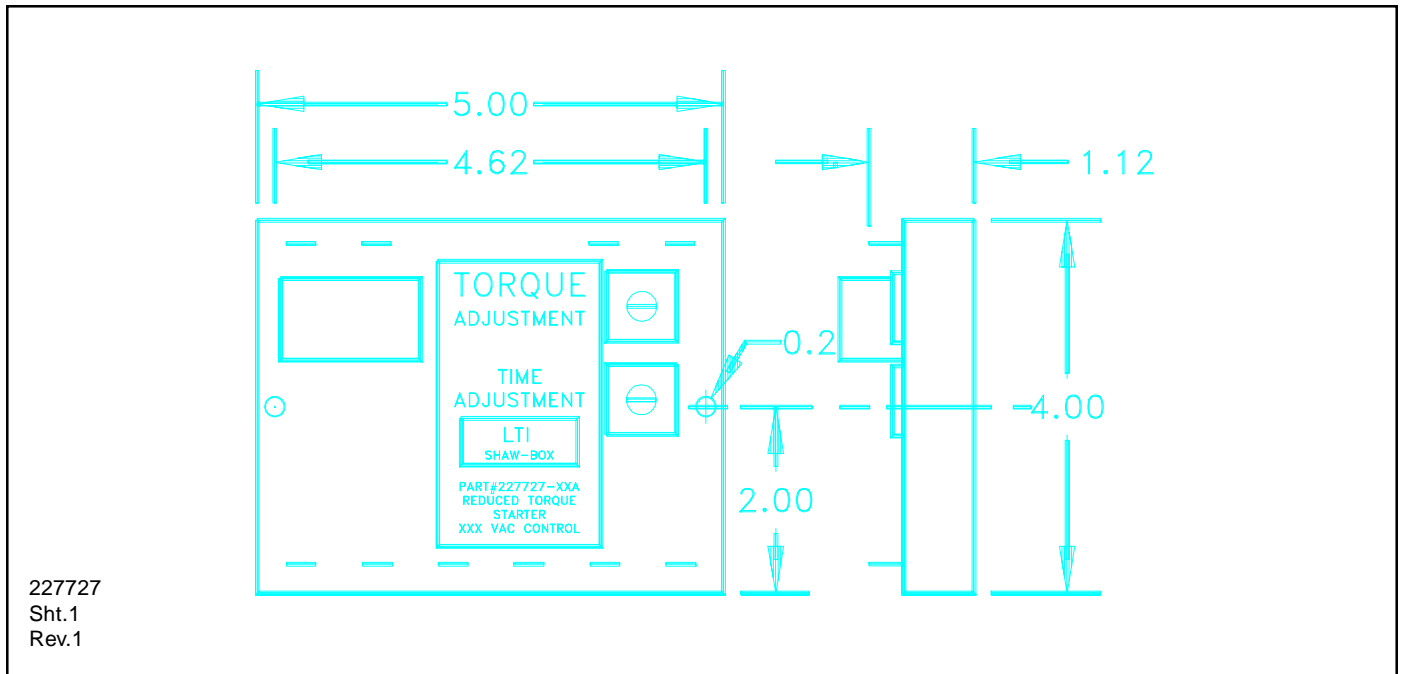 5.00
4.62
1.12
TORQUE
ADJUSTMENT
0.2
TIME
ADJUSTMENT
4.00
LTI
SHAW-BOX
PART#227727-XXA
REDUCED TORQUE
STARTER
XXX VAC CONTROL
2.00
227727
Sht.1
Rev.1